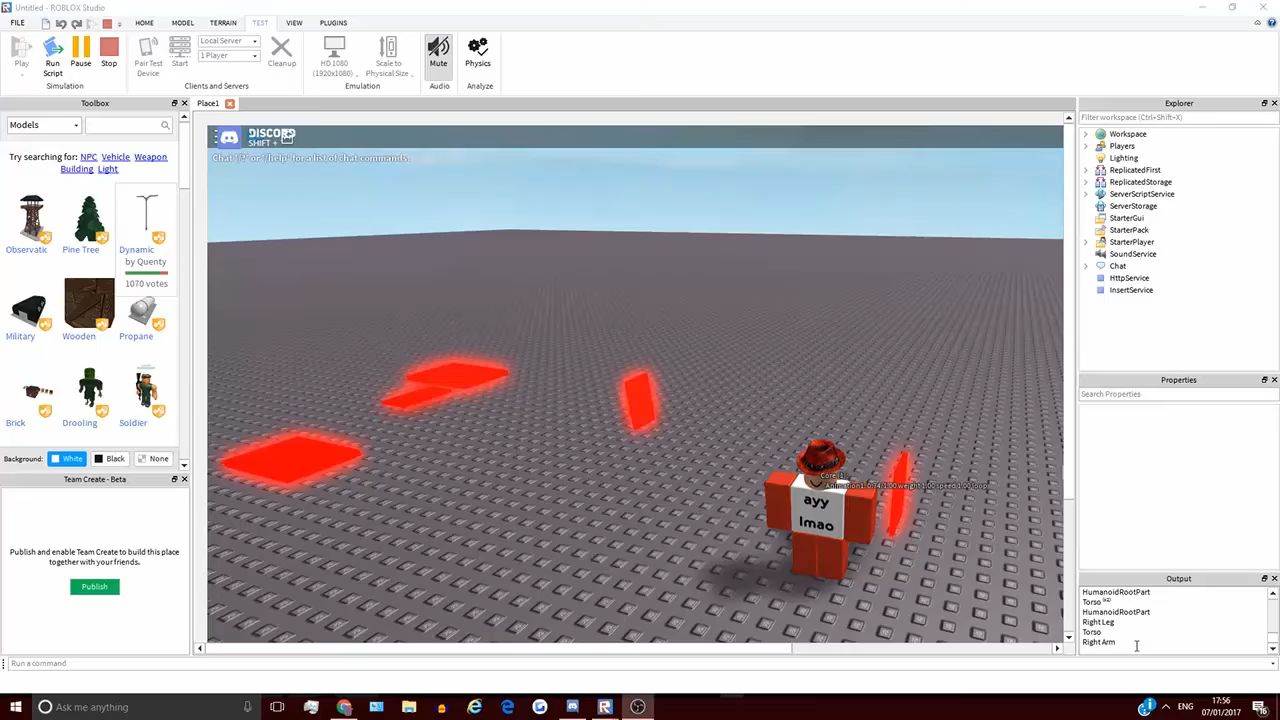 Untitled - ROBLOX Studio
FILE
HOME
MODEL
TERRAIN
TEST
VIEW
PLUGINS
Play
Run Script
Pause
Stop
Simulation
Pair Test Device
Start
Local Server
1 Player
Cleanup
Clients and Servers
HD 1080 (1920x1080)
Scale to Physical Size
Emulation
Mute
Audio
Physics
Analyze
Toolbox
Models
Try searching for: NPC Vehicle Weapon
Building Light
Observatic
Pine Tree
Dynamic
by Quenty
1070 votes
Military
Wooden
Propane
Brick
Drooling
Soldier
Background: White Black None
Team Create - Beta
Publish and enable Team Create to build this place
together with your friends.
Publish
Place1
DISCORD
SHIFT +
Chat '/?' or '/help' for a list of chat commands.
ayy
lmao
Explorer
Filter workspace (Ctrl+Shift+X)
Workspace
Players
Lighting
ReplicatedFirst
ReplicatedStorage
ServerScriptService
ServerStorage
StarterGui
StarterPack
StarterPlayer
SoundService
Chat
HttpService
InsertService
Properties
Search Properties
Output
HumanoidRootPart
Torso (x2)
HumanoidRootPart
Right Leg
Torso
Right Arm
Run a command
Ask me anything
ENG
17:56
07/01/2017
16